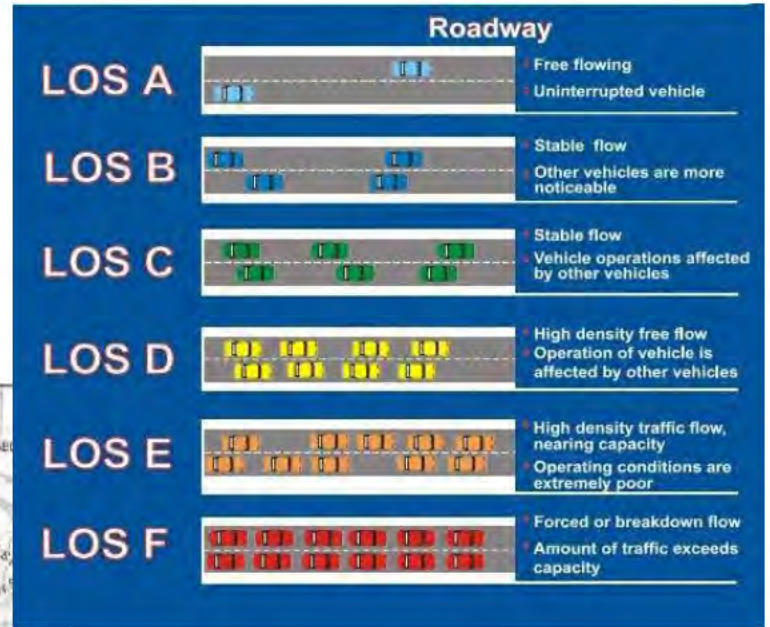 Roadway
LOS A
Free flowing
Uninterrupted vehicle
LOS B
Stable flow
Other vehicles are more
noticeable
LOS C
Stable flow
Vehicle operations affected
by other vehicles
LOS D
High density free flow
Operation of vehicle is
affected by other vehicles
LOS E
High density traffic flow,
nearing capacity
Operating conditions are
extremely poor
LOS F
Forced or breakdown flow
Amount of traffic exceeds
capacity